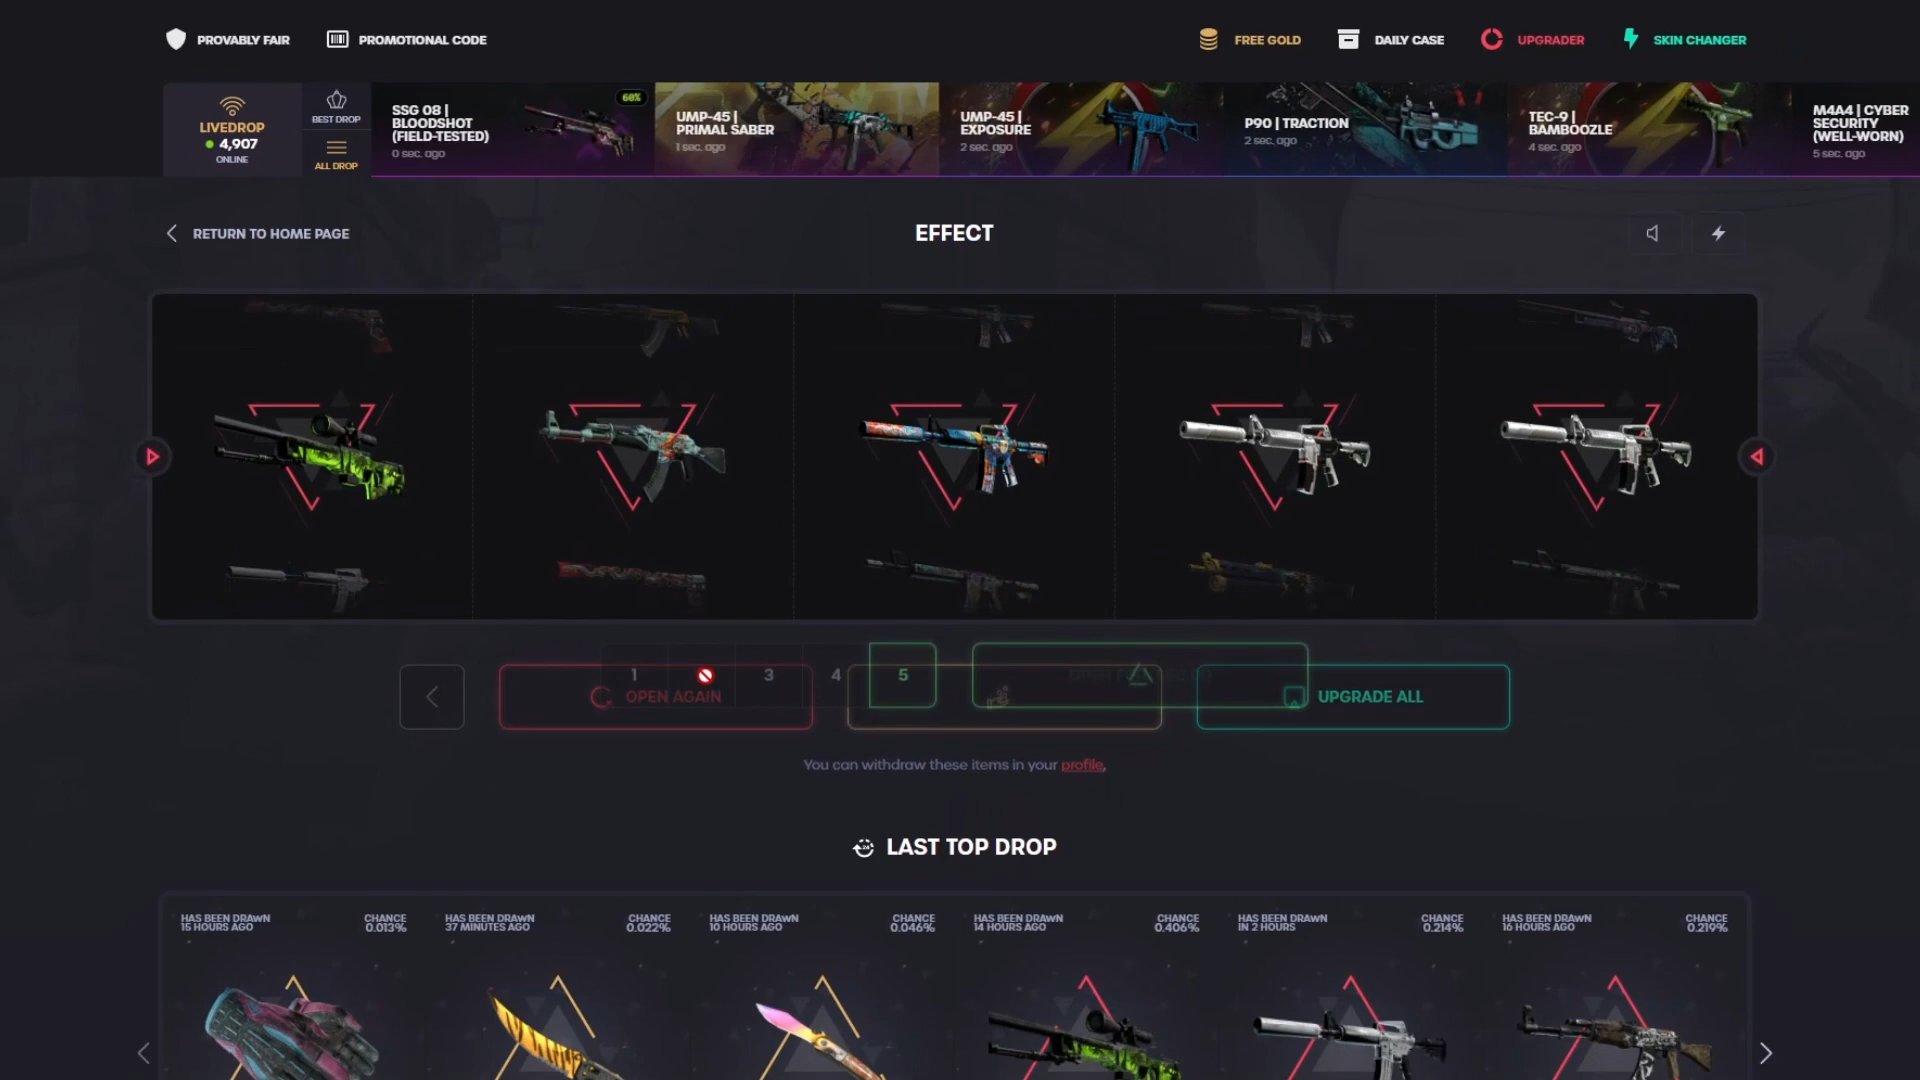 PROVABLY FAIR
PROMOTIONAL CODE
FREE GOLD
DAILY CASE
UPGRADER
SKIN CHANGER
LIVEDROP
4,907
ONLINE
BEST DROP
ALL DROP
SSG 08 |
BLOODSHOT
(FIELD-TESTED)
0 sec. ago
60%
UMP-45 |
PRIMAL SABER
1 sec. ago
UMP-45 |
EXPOSURE
2 sec. ago
P90 | TRACTION
2 sec. ago
TEC-9 |
BAMBOOZLE
4 sec. ago
M4A4 | CYBER
SECURITY
(WELL-WORN)
5 sec. ago
RETURN TO HOME PAGE
EFFECT
1
3
4
5
OPEN AGAIN
UPGRADE ALL
You can withdraw these items in your profile.
LAST TOP DROP
HAS BEEN DRAWN
15 HOURS AGO
CHANCE
0.013%
HAS BEEN DRAWN
37 MINUTES AGO
CHANCE
0.022%
HAS BEEN DRAWN
10 HOURS AGO
CHANCE
0.046%
HAS BEEN DRAWN
14 HOURS AGO
CHANCE
0.406%
HAS BEEN DRAWN
IN 2 HOURS
CHANCE
0.214%
HAS BEEN DRAWN
16 HOURS AGO
CHANCE
0.219%